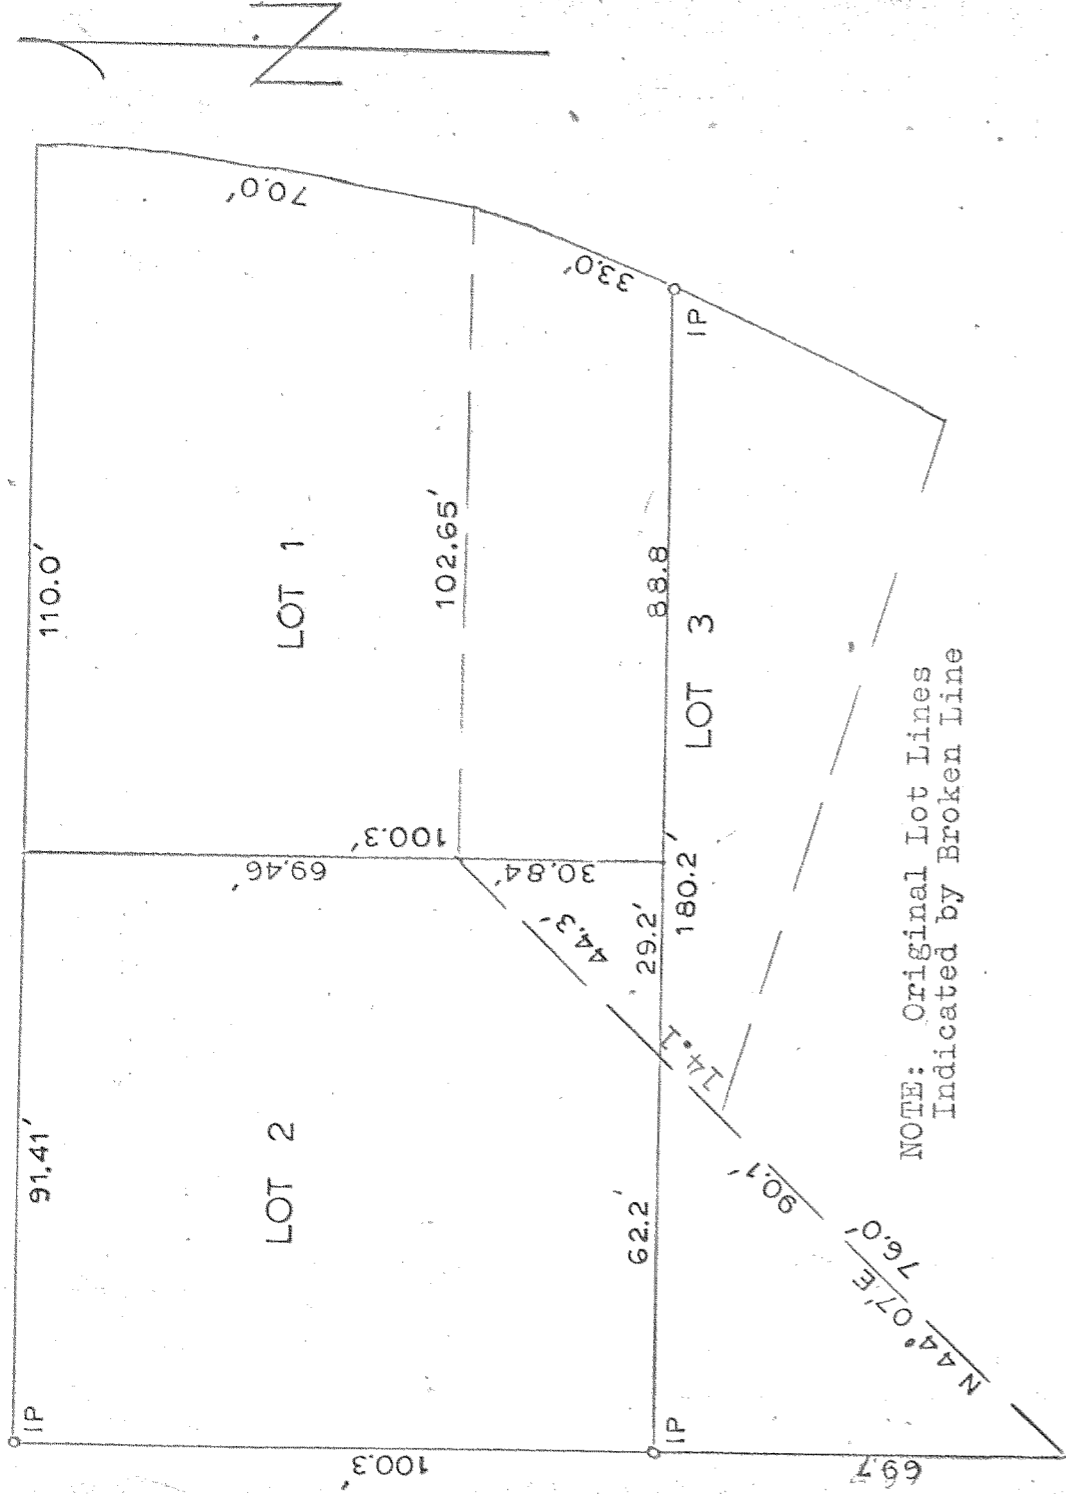 N
110.0'
91.41'
70.0'
LOT 1
LOT 2
IP
102.65'
33.0'
100.3'
69.46'
30.84'
44.3'
88.8
IP
29.2'
180.2'
LOT 3
62.2'
14.1
100.3'
IP
90.1'
N 44° 07' E
76.0'
69.7
NOTE: Original Lot Lines
Indicated by Broken Line